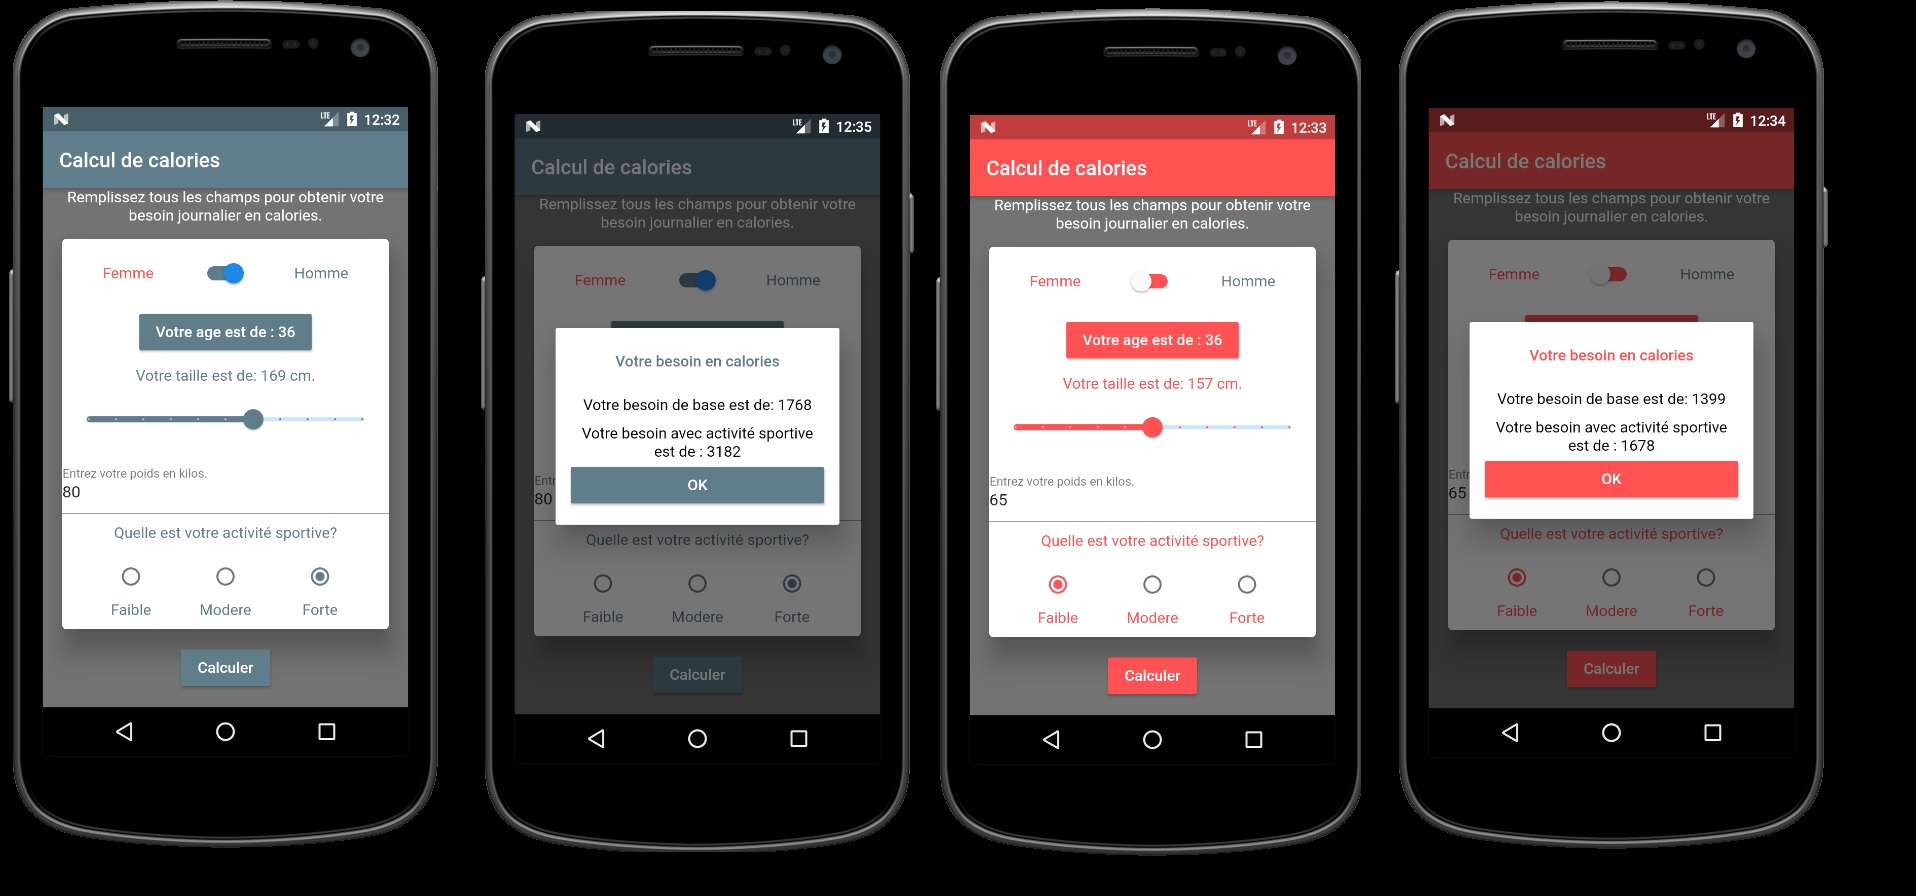 LTE 12:32
Calcul de calories
Remplissez tous les champs pour obtenir votre
besoin journalier en calories.
Femme Homme
Votre age est de : 36
Votre taille est de: 169 cm.
Entrez votre poids en kilos.
80
Quelle est votre activité sportive?
Faible Modere Forte
Calculer
LTE 12:35
Calcul de calories
Remplissez tous les champs pour obtenir votre
besoin journalier en calories.
Femme Homme
Votre besoin en calories
Votre besoin de base est de: 1768
Votre besoin avec activité sportive
est de : 3182
Entr
80
OK
Quelle est votre activité sportive?
Faible Modere Forte
Calculer
LTE 12:33
Calcul de calories
Remplissez tous les champs pour obtenir votre
besoin journalier en calories.
Femme Homme
Votre age est de : 36
Votre taille est de: 157 cm.
Entrez votre poids en kilos.
65
Quelle est votre activité sportive?
Faible Modere Forte
Calculer
LTE 12:34
Calcul de calories
Remplissez tous les champs pour obtenir votre
besoin journalier en calories.
Femme Homme
Votre besoin en calories
Votre besoin de base est de: 1399
Votre besoin avec activité sportive
est de : 1678
Entr
65
OK
Quelle est votre activité sportive?
Faible Modere Forte
Calculer